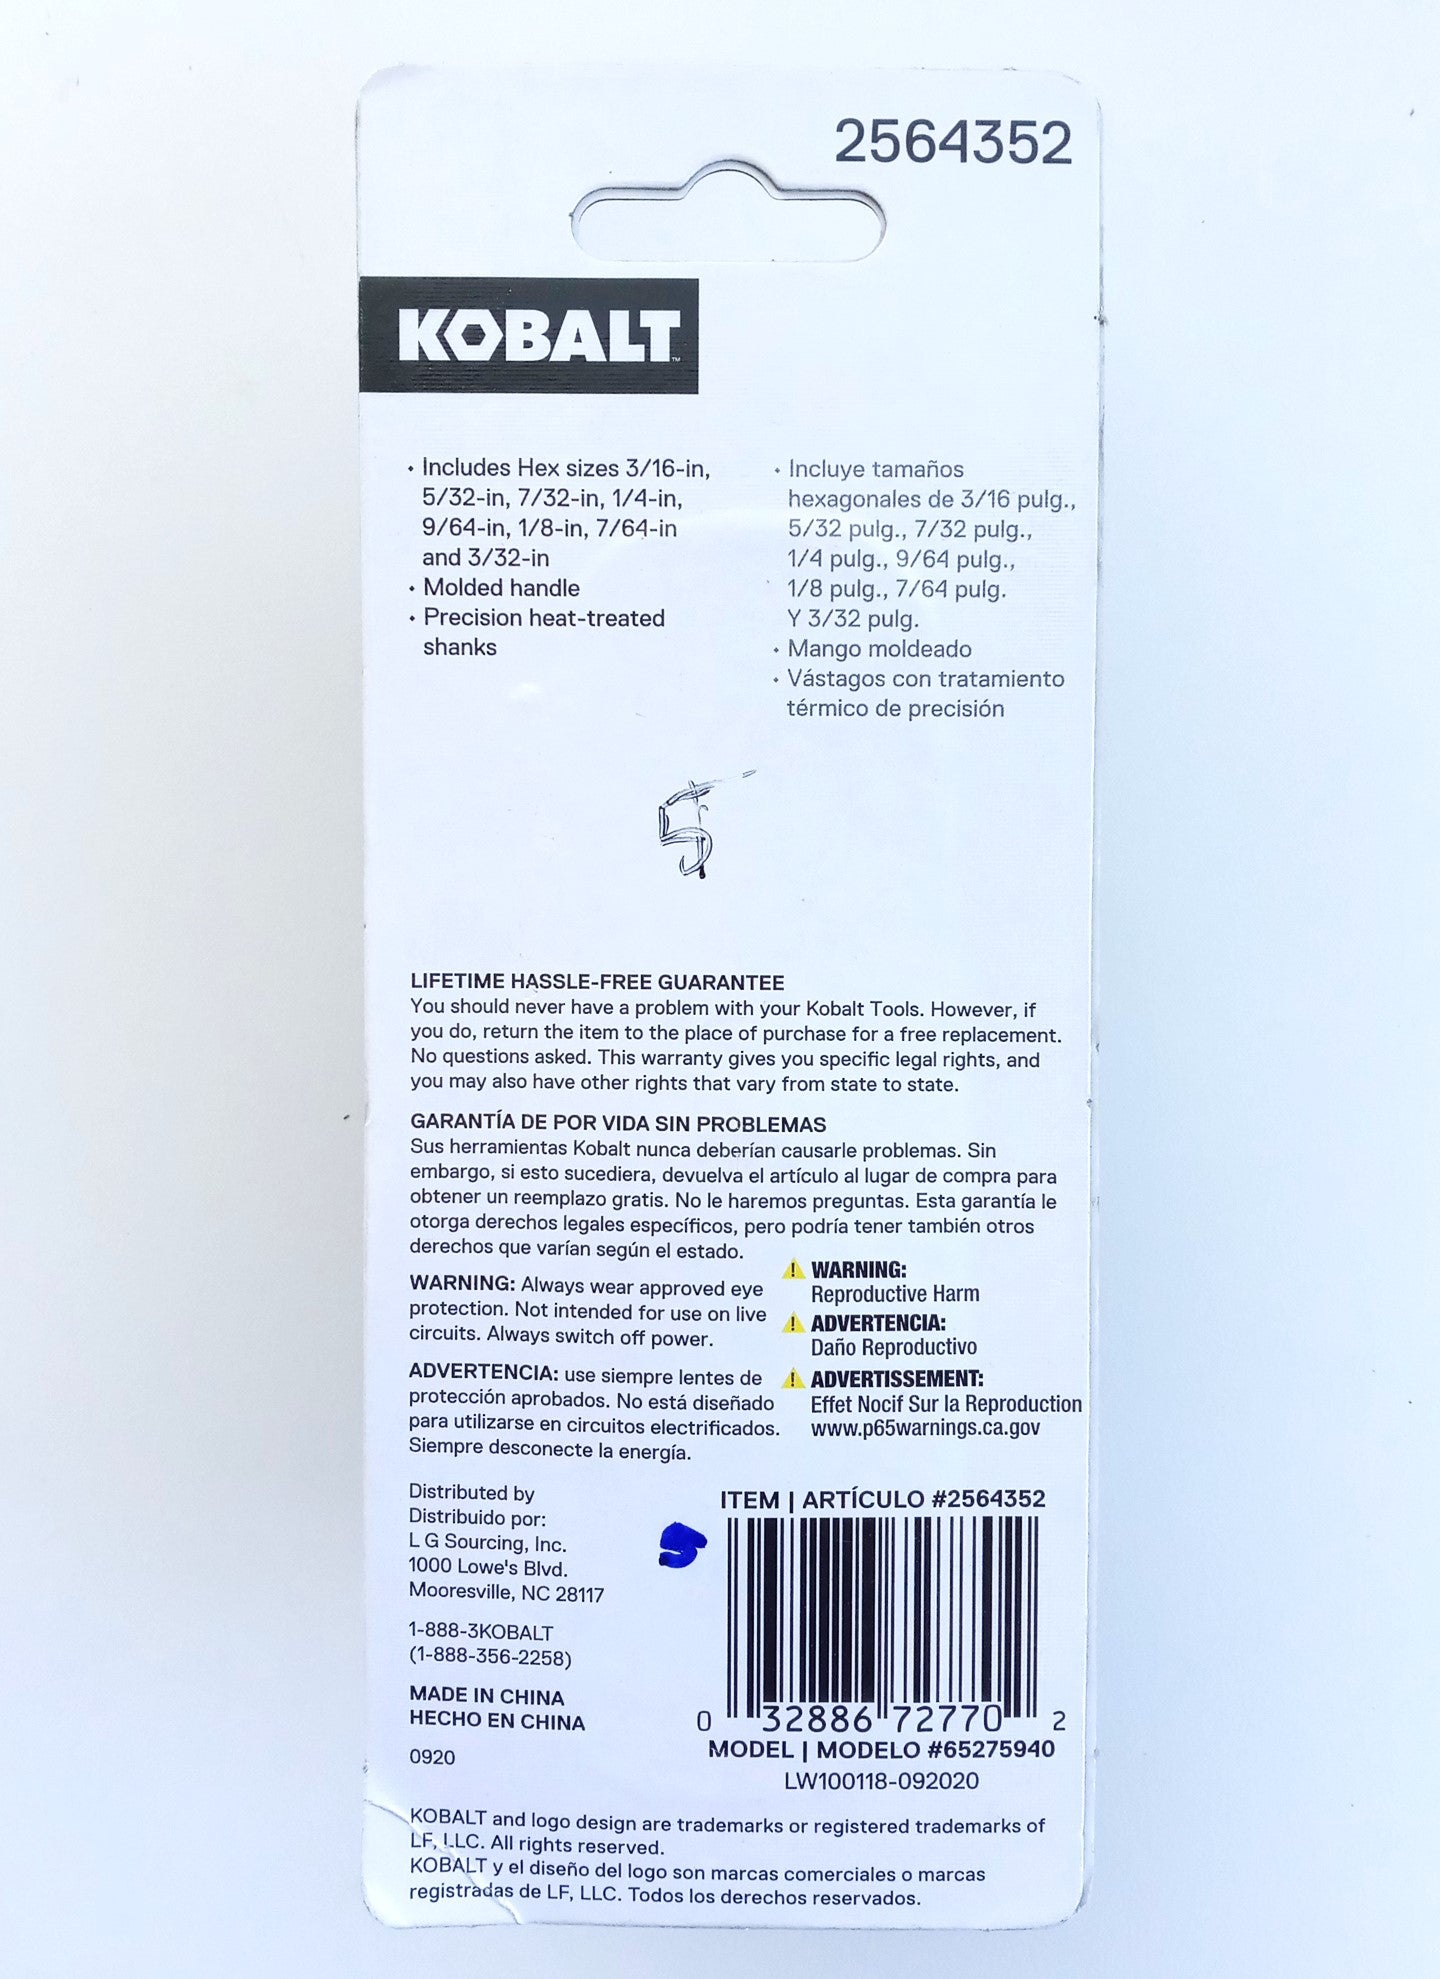 2564352
KOBALT™
• Includes Hex sizes 3/16-in,
5/32-in, 7/32-in, 1/4-in,
9/64-in, 1/8-in, 7/64-in
and 3/32-in
• Molded handle
• Precision heat-treated
shanks
• Incluye tamaños
hexagonales de 3/16 pulg.,
5/32 pulg., 7/32 pulg.,
1/4 pulg., 9/64 pulg.,
1/8 pulg., 7/64 pulg.
Y 3/32 pulg.
• Mango moldeado
• Vástagos con tratamiento
térmico de precisión
LIFETIME HASSLE-FREE GUARANTEE
You should never have a problem with your Kobalt Tools. However, if
you do, return the item to the place of purchase for a free replacement.
No questions asked. This warranty gives you specific legal rights, and
you may also have other rights that vary from state to state.
GARANTÍA DE POR VIDA SIN PROBLEMAS
Sus herramientas Kobalt nunca deberían causarle problemas. Sin
embargo, si esto sucediera, devuelva el artículo al lugar de compra para
obtener un reemplazo gratis. No le haremos preguntas. Esta garantía le
otorga derechos legales específicos, pero podría tener también otros
derechos que varían según el estado.
WARNING: Always wear approved eye
protection. Not intended for use on live
circuits. Always switch off power.
ADVERTENCIA: use siempre lentes de
protección aprobados. No está diseñado
para utilizarse en circuitos electrificados.
Siempre desconecte la energía.
WARNING:
Reproductive Harm
ADVERTENCIA:
Daño Reproductivo
ADVERTISSEMENT:
Effet Nocif Sur la Reproduction
www.p65warnings.ca.gov
Distributed by
Distribuido por:
L G Sourcing, Inc.
1000 Lowe's Blvd.
Mooresville, NC 28117
1-888-3KOBALT
(1-888-356-2258)
MADE IN CHINA
HECHO EN CHINA
0920
5
ITEM | ARTÍCULO #2564352
0 32886 72770 2
MODEL | MODELO #65275940
LW100118-092020
KOBALT and logo design are trademarks or registered trademarks of
LF, LLC. All rights reserved.
KOBALT y el diseño del logo son marcas comerciales o marcas
registradas de LF, LLC. Todos los derechos reservados.